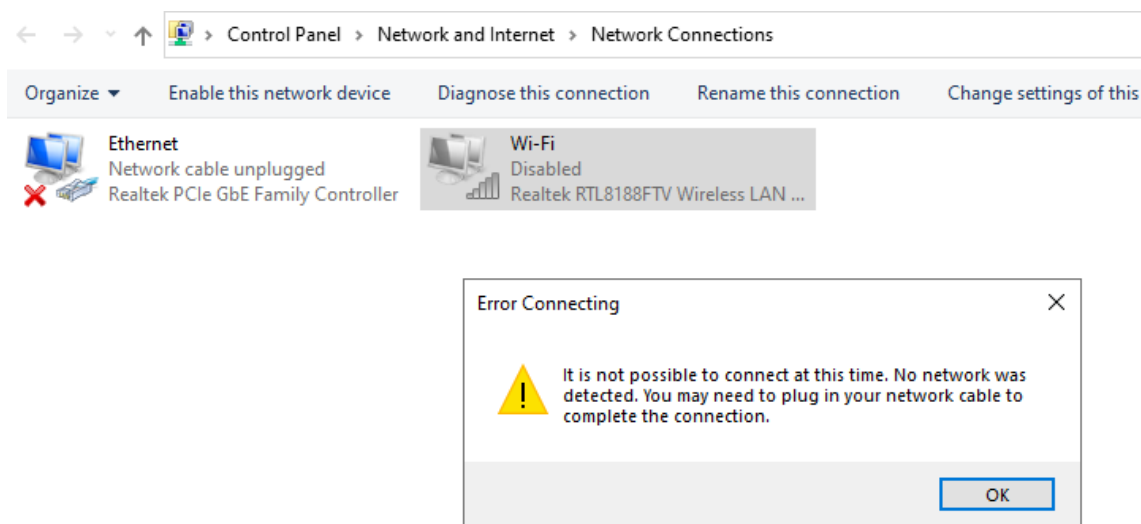 Control Panel > Network and Internet > Network Connections
Organize Enable this network device Diagnose this connection Rename this connection Change settings of this
Ethernet
Network cable unplugged
Realtek PCIe GbE Family Controller
Wi-Fi
Disabled
Realtek RTL8188FTV Wireless LAN ...
Error Connecting
It is not possible to connect at this time. No network was
detected. You may need to plug in your network cable to
complete the connection.
OK